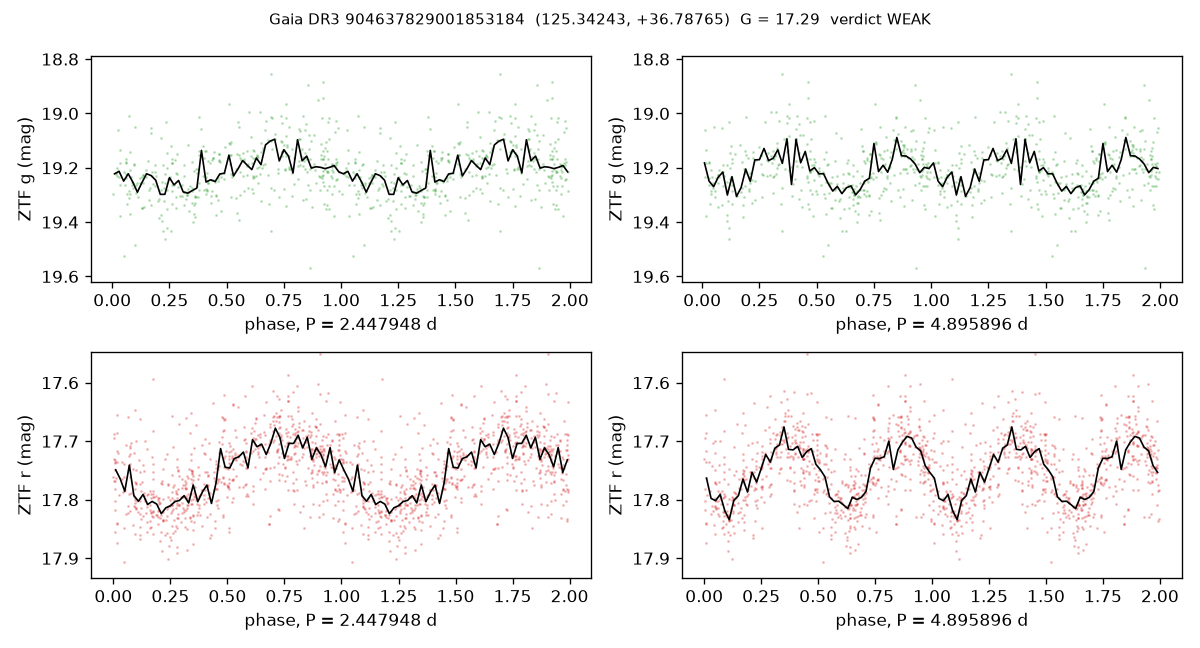 Gaia DR3 904637829001853184  (125.34243, +36.78765)  G = 17.29  verdict WEAK
18.8
19.0
19.2
19.4
19.6
ZTF g (mag)
0.00 0.25 0.50 0.75 1.00 1.25 1.50 1.75 2.00
phase, P = 2.447948 d
18.8
19.0
19.2
19.4
19.6
ZTF g (mag)
0.00 0.25 0.50 0.75 1.00 1.25 1.50 1.75 2.00
phase, P = 4.895896 d
17.6
17.7
17.8
17.9
ZTF r (mag)
0.00 0.25 0.50 0.75 1.00 1.25 1.50 1.75 2.00
phase, P = 2.447948 d
17.6
17.7
17.8
17.9
ZTF r (mag)
0.00 0.25 0.50 0.75 1.00 1.25 1.50 1.75 2.00
phase, P = 4.895896 d